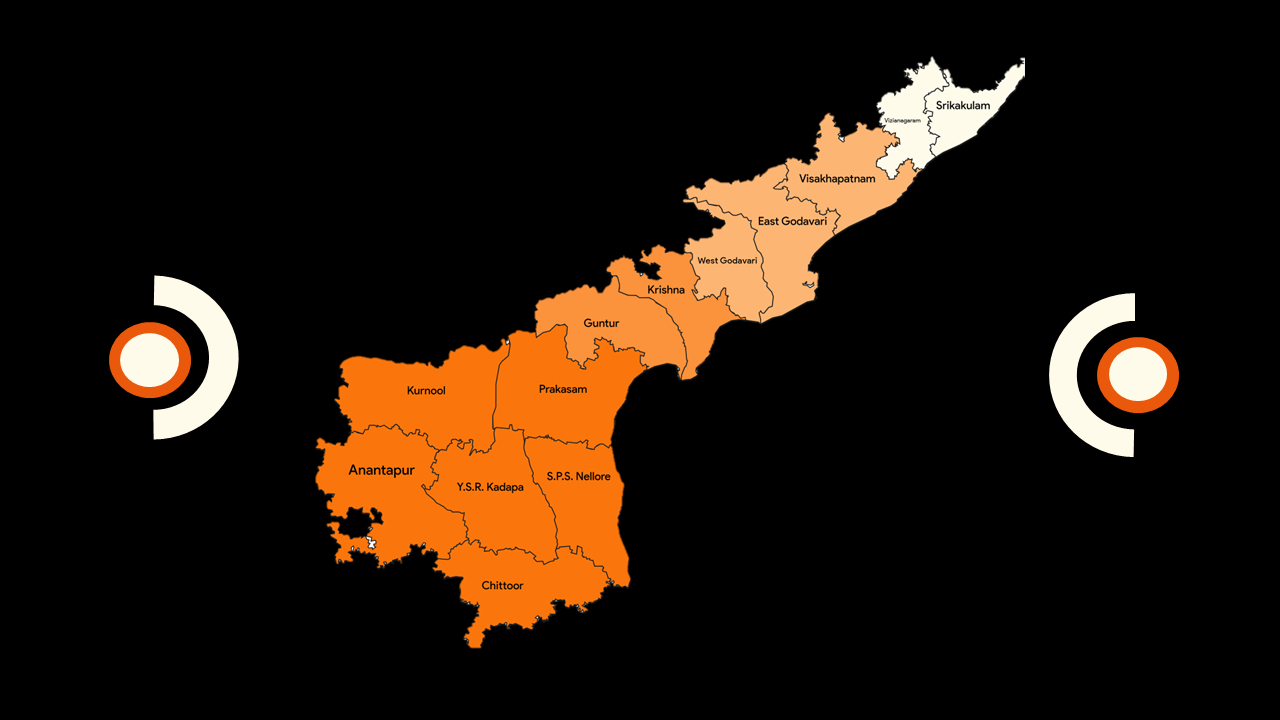 Srikakulam
Vizianagaram
Visakhapatnam
East Godavari
West Godavari
Krishna
Guntur
Prakasam
Kurnool
Anantapur
S.P.S. Nellore
Y.S.R. Kadapa
Chittoor